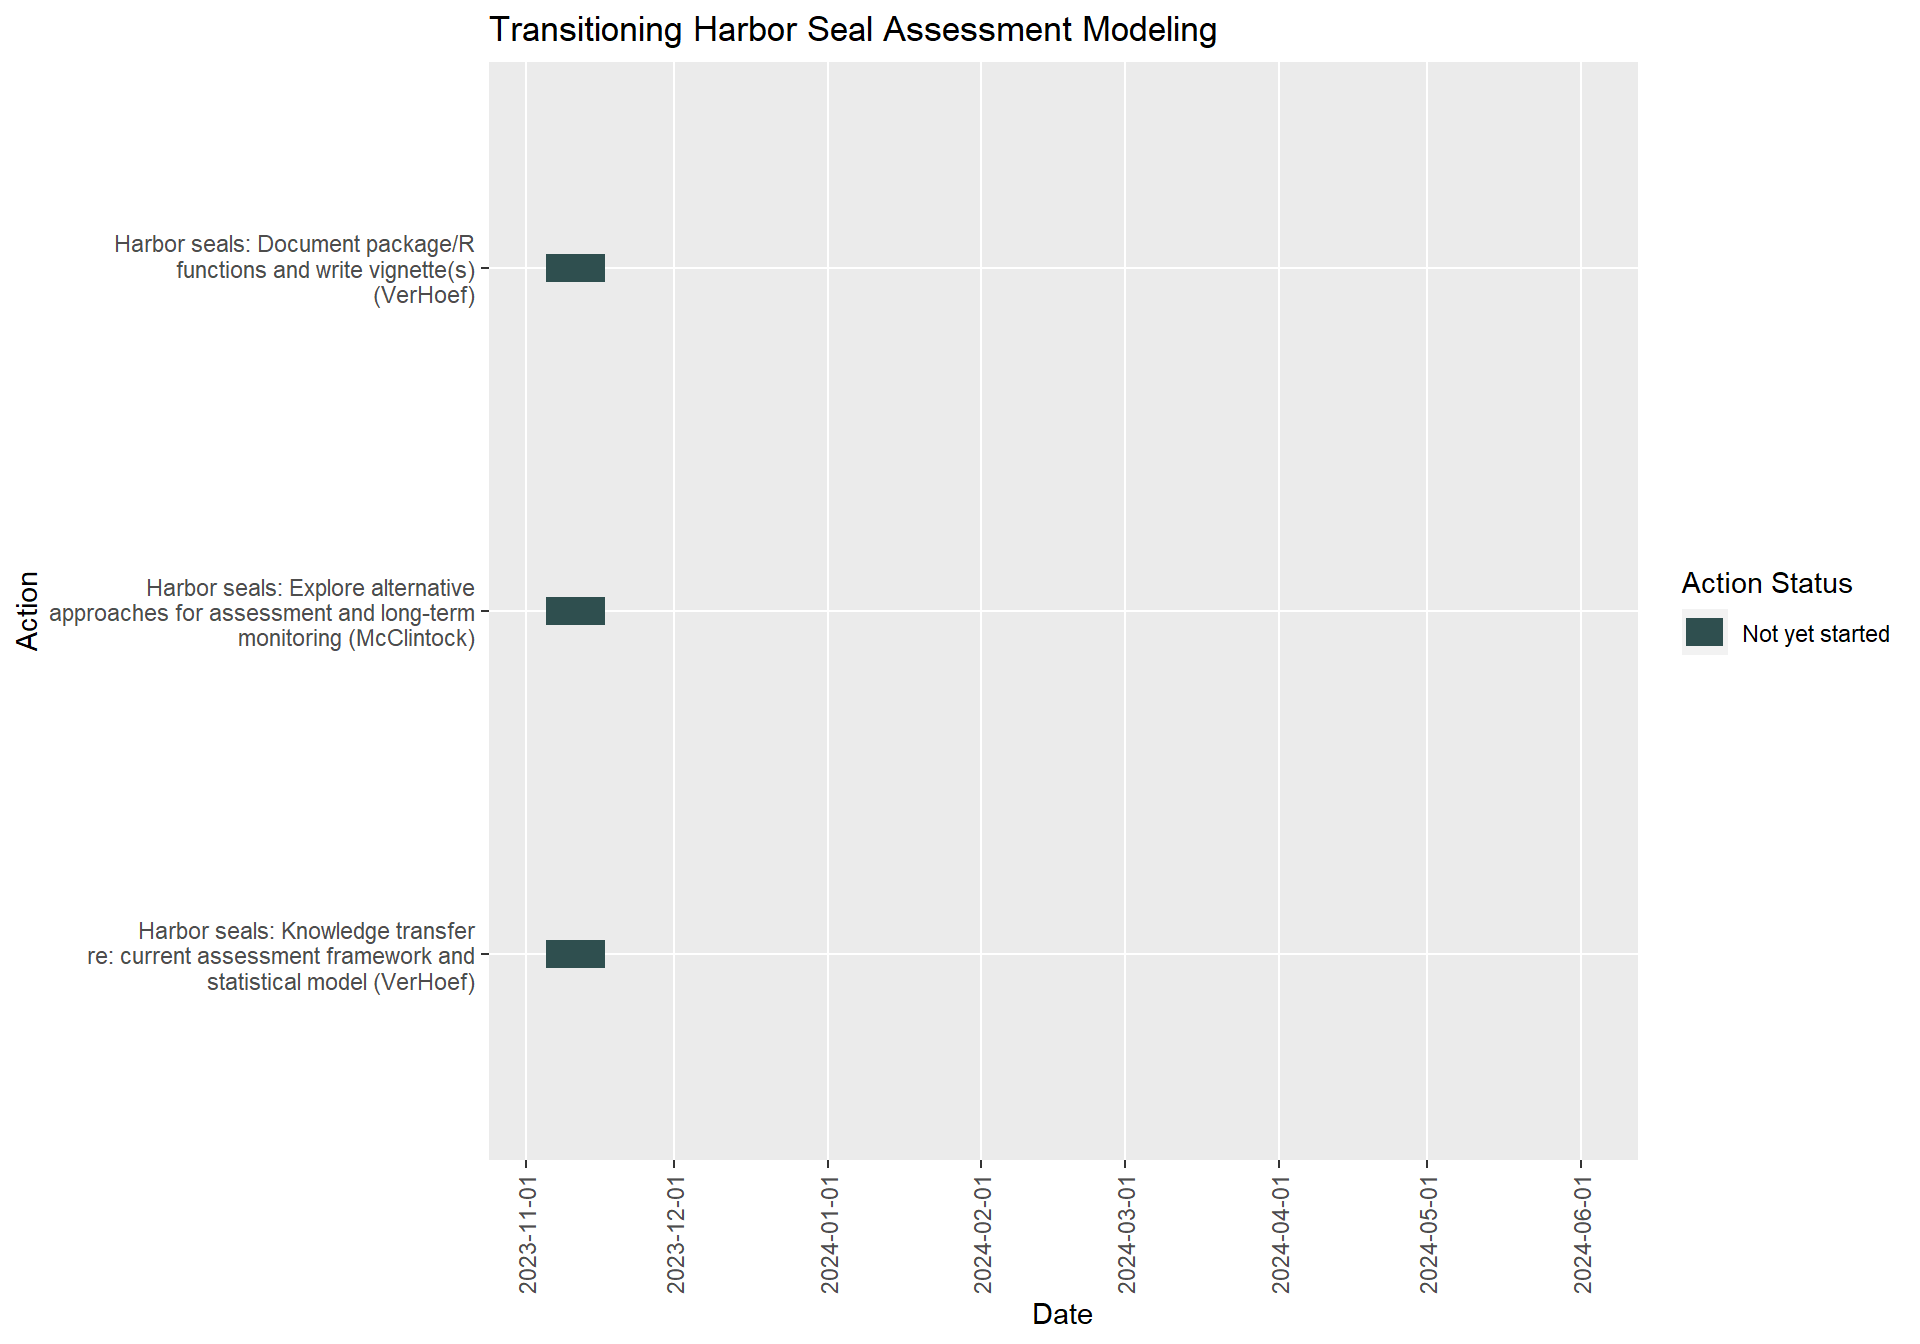 Transitioning Harbor Seal Assessment Modeling
Harbor seals: Document package/R
functions and write vignette(s)
(VerHoef)
Harbor seals: Explore alternative
approaches for assessment and long-term
monitoring (McClintock)
Harbor seals: Knowledge transfer
re: current assessment framework and
statistical model (VerHoef)
Action
Action Status
Not yet started
2023-11-01
2023-12-01
2024-01-01
2024-02-01
2024-03-01
2024-04-01
2024-05-01
2024-06-01
Date